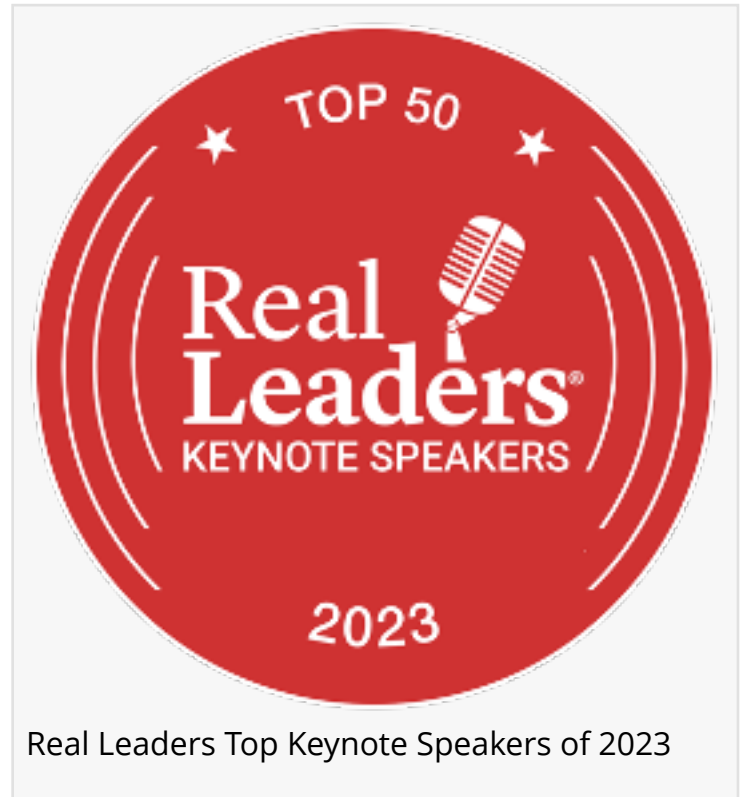 TOP 50
Real
Leaders®
KEYNOTE SPEAKERS
2023
Real Leaders Top Keynote Speakers of 2023